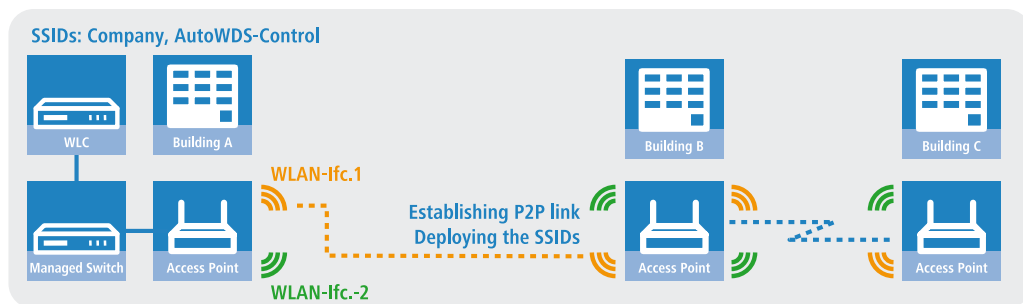 SSIDs: Company, AutoWDS-Control
WLC
Building A
Building B
Building C
WLAN-Ifc.1
Establishing P2P link
Deploying the SSIDs
Managed Switch
Access Point
Access Point
Access Point
WLAN-Ifc.-2